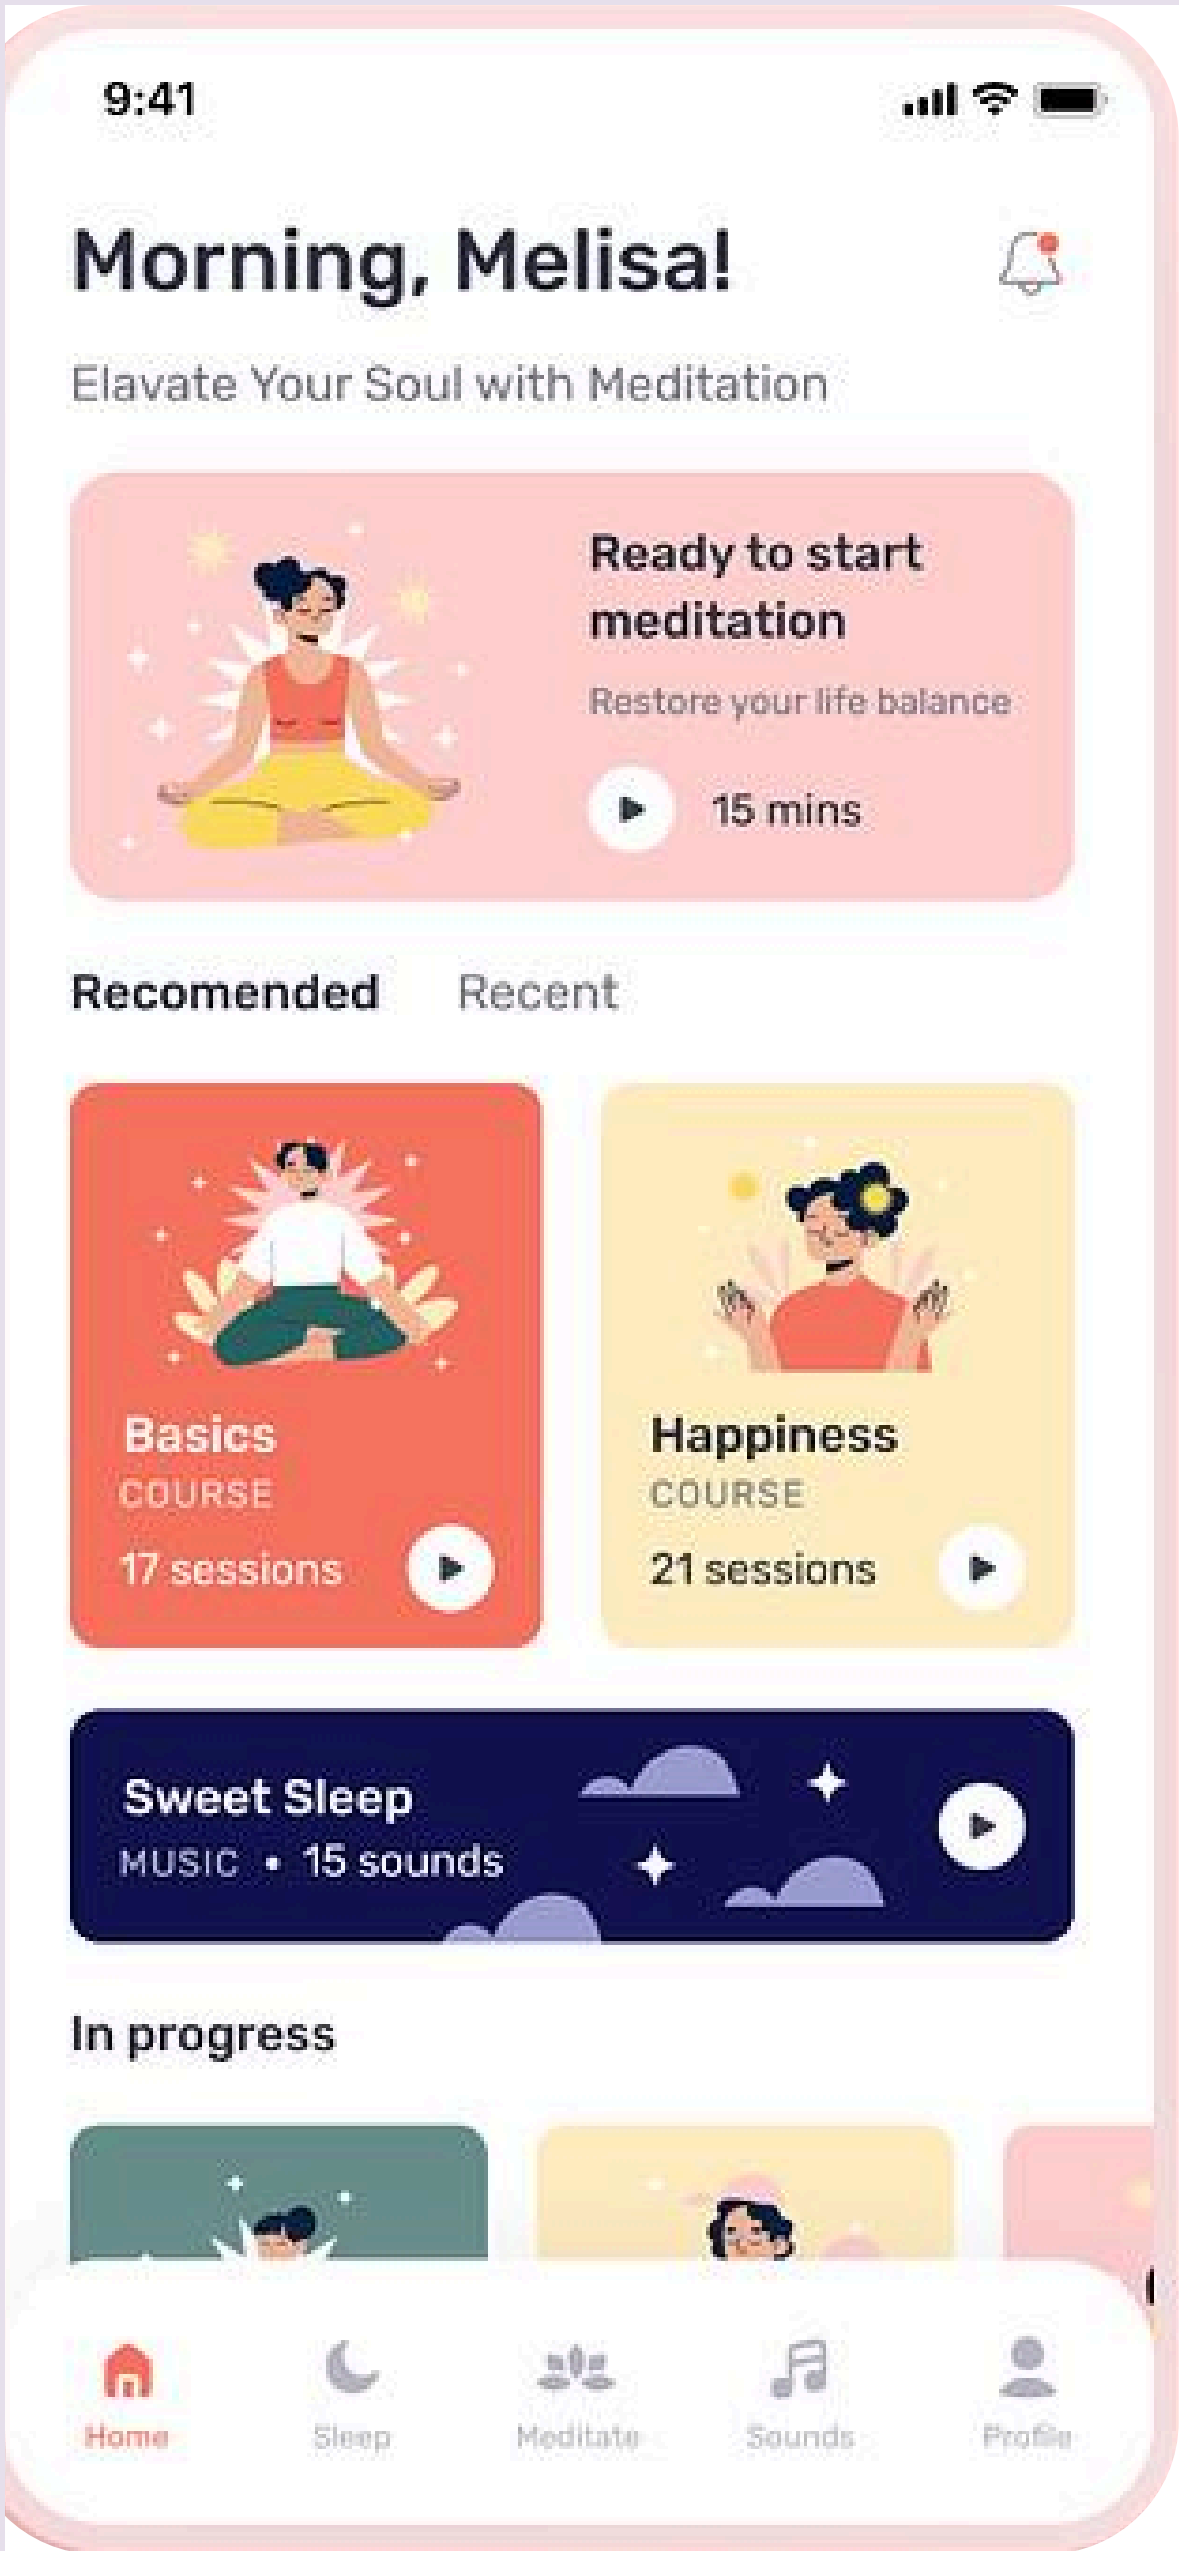 9:41
Morning, Melisa!
Elavate Your Soul with Meditation
Ready to start
meditation
Restore your life balance
15 mins
Recomended Recent
Basics
COURSE
17 sessions
Happiness
COURSE
21 sessions
Sweet Sleep
MUSIC • 15 sounds
In progress
Home Sleep Meditate Sounds Profile